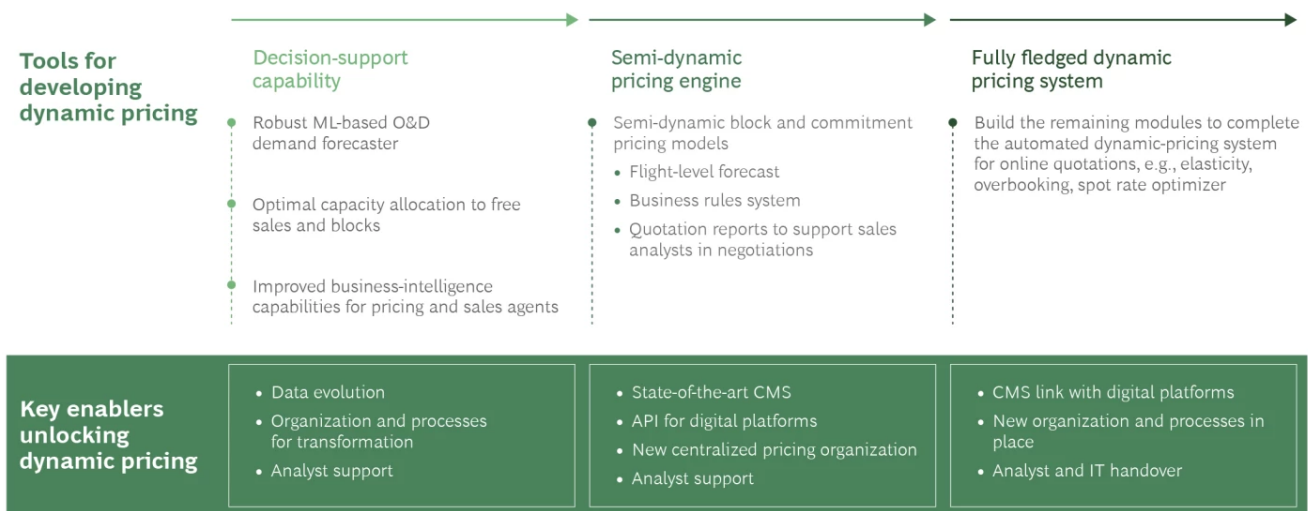 Tools for
developing
dynamic pricing
Decision-support
capability
Robust ML-based O&D
demand forecaster
Optimal capacity allocation to free
sales and blocks
Improved business-intelligence
capabilities for pricing and sales agents
Semi-dynamic
pricing engine
Semi-dynamic block and commitment
pricing models
• Flight-level forecast
• Business rules system
• Quotation reports to support sales
analysts in negotiations
Fully fledged dynamic
pricing system
Build the remaining modules to complete
the automated dynamic-pricing system
for online quotations, e.g., elasticity,
overbooking, spot rate optimizer
Key enablers
unlocking
dynamic pricing
• Data evolution
• Organization and processes
for transformation
• Analyst support
• State-of-the-art CMS
• API for digital platforms
• New centralized pricing organization
• Analyst support
• CMS link with digital platforms
• New organization and processes in
place
• Analyst and IT handover